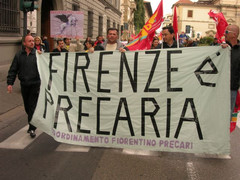 FIRENZE è
PRECARIA
COORDINAMENTO FIORENTINO PRECARI